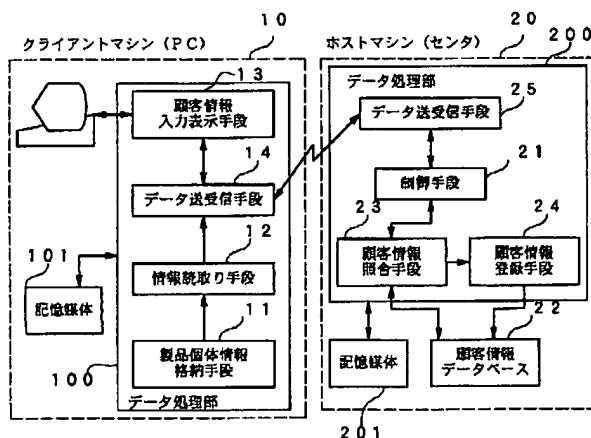 クライアントマシン(PC)
10
13
顧客情報
入力表示手段
14
データ送受信手段
12
情報読取り手段
101
記憶媒体
11
製品個体情報
格納手段
100
データ処理部
ホストマシン(センタ)
20
200
データ処理部
25
データ送受信手段
21
制御手段
23
24
顧客情報
照合手段
顧客情報
登録手段
22
記憶媒体
顧客情報
データベース
201